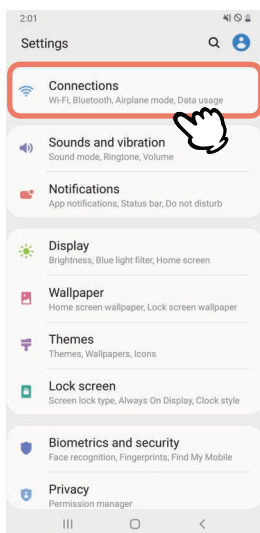 2:01
Settings
Connections
Wi-Fi, Bluetooth, Airplane mode, Data usage
Sounds and vibration
Sound mode, Ringtone, Volume
Notifications
App notifications, Status bar, Do not disturb
Display
Brightness, Blue light filter, Home screen
Wallpaper
Home screen wallpaper, Lock screen wallpaper
Themes
Themes, Wallpapers, Icons
Lock screen
Screen lock type, Always On Display, Clock style
Biometrics and security
Face recognition, Fingerprints, Find My Mobile
Privacy
Permission manager